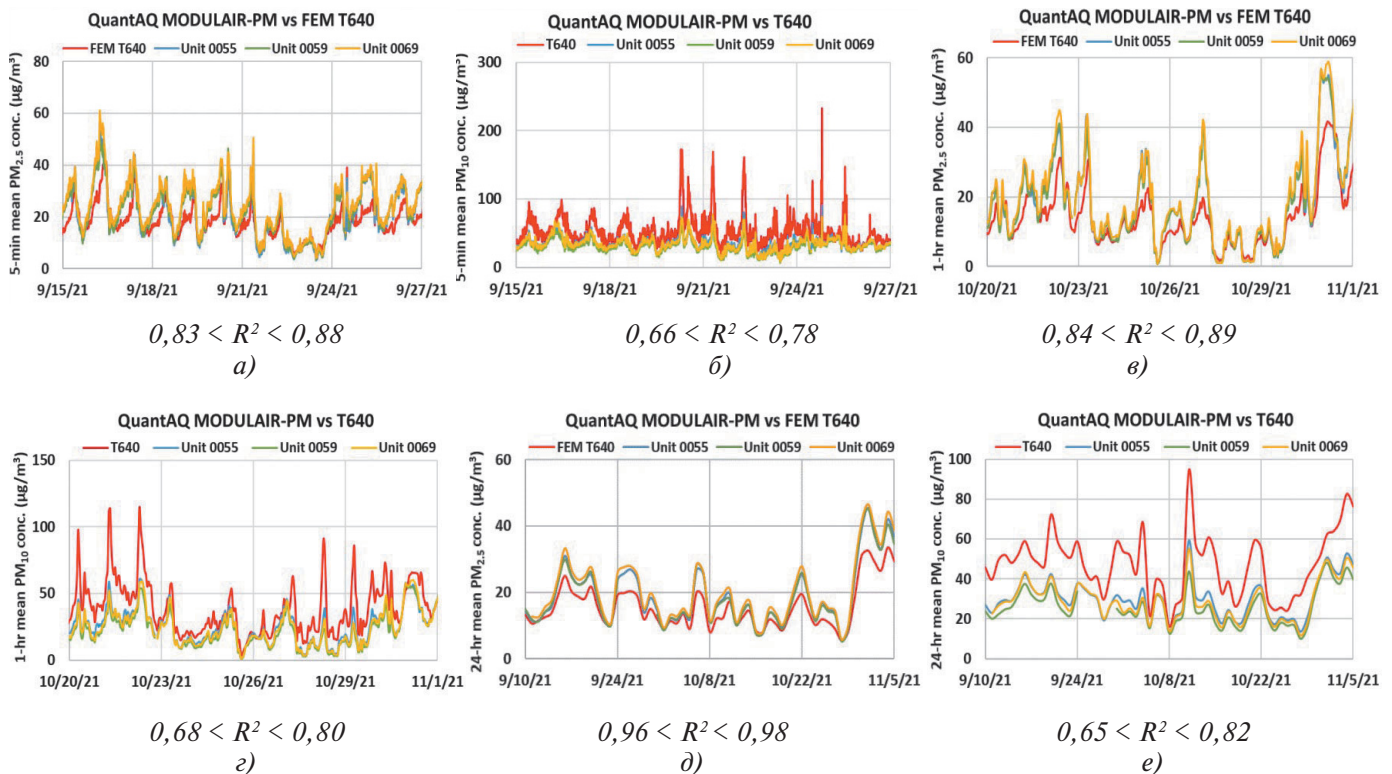 QuantAQ MODULAIR-PM vs FEM T640
FEM T640 Unit 0055 Unit 0059 Unit 0069
5-min mean PM2.5 conc. (µg/m³)
80
60
40
20
0
9/15/21 9/18/21 9/21/21 9/24/21 9/27/21
0,83 < R² < 0,88
а)
QuantAQ MODULAIR-PM vs T640
T640 Unit 0055 Unit 0059 Unit 0069
5-min mean PM10 conc. (µg/m³)
300
200
100
50
0
9/15/21 9/18/21 9/21/21 9/24/21 9/27/21
0,66 < R² < 0,78
б)
QuantAQ MODULAIR-PM vs FEM T640
FEM T640 Unit 0055 Unit 0059 Unit 0069
1-hr mean PM2.5 conc. (µg/m³)
60
40
20
0
10/20/21 10/23/21 10/26/21 10/29/21 11/1/21
0,84 < R² < 0,89
в)
QuantAQ MODULAIR-PM vs T640
T640 Unit 0055 Unit 0059 Unit 0069
1-hr mean PM10 conc. (µg/m³)
150
100
50
0
10/20/21 10/23/21 10/26/21 10/29/21 11/1/21
0,68 < R² < 0,80
г)
QuantAQ MODULAIR-PM vs FEM T640
FEM T640 Unit 0055 Unit 0059 Unit 0069
24-hr mean PM2.5 conc. (µg/m³)
60
40
20
0
9/10/21 9/24/21 10/8/21 10/22/21 11/5/21
0,96 < R² < 0,98
д)
QuantAQ MODULAIR-PM vs T640
T640 Unit 0055 Unit 0059 Unit 0069
24-hr mean PM10 conc. (µg/m³)
100
80
60
40
20
0
9/10/21 9/24/21 10/8/21 10/22/21 11/5/21
0,65 < R² < 0,82
е)